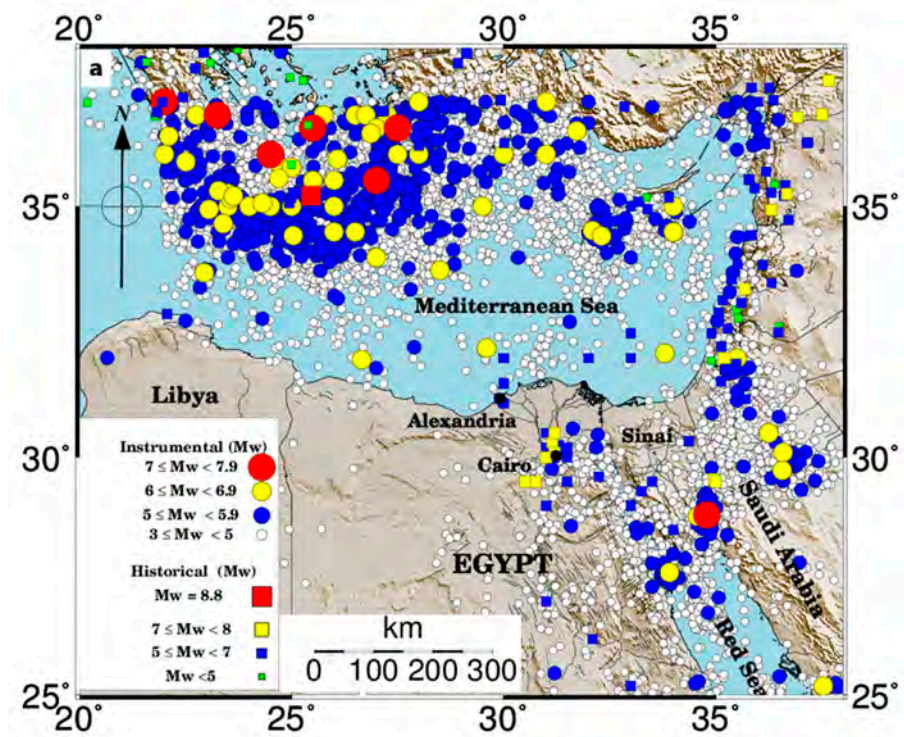 20° 25° 30° 35°
a
N
35°
Mediterranean Sea
Libya
Alexandria
Sinai
Cairo
30°
30°
Saudi Arabia
EGYPT
Red Sea
Instrumental (Mw)
7 ≤ Mw < 7.9
6 ≤ Mw < 6.9
5 ≤ Mw < 5.9
3 ≤ Mw < 5
Historical (Mw)
Mw = 8.8
7 ≤ Mw < 8
5 ≤ Mw < 7
Mw <5
km
0 100 200 300
25°
25°
20° 25° 30° 35°
35°